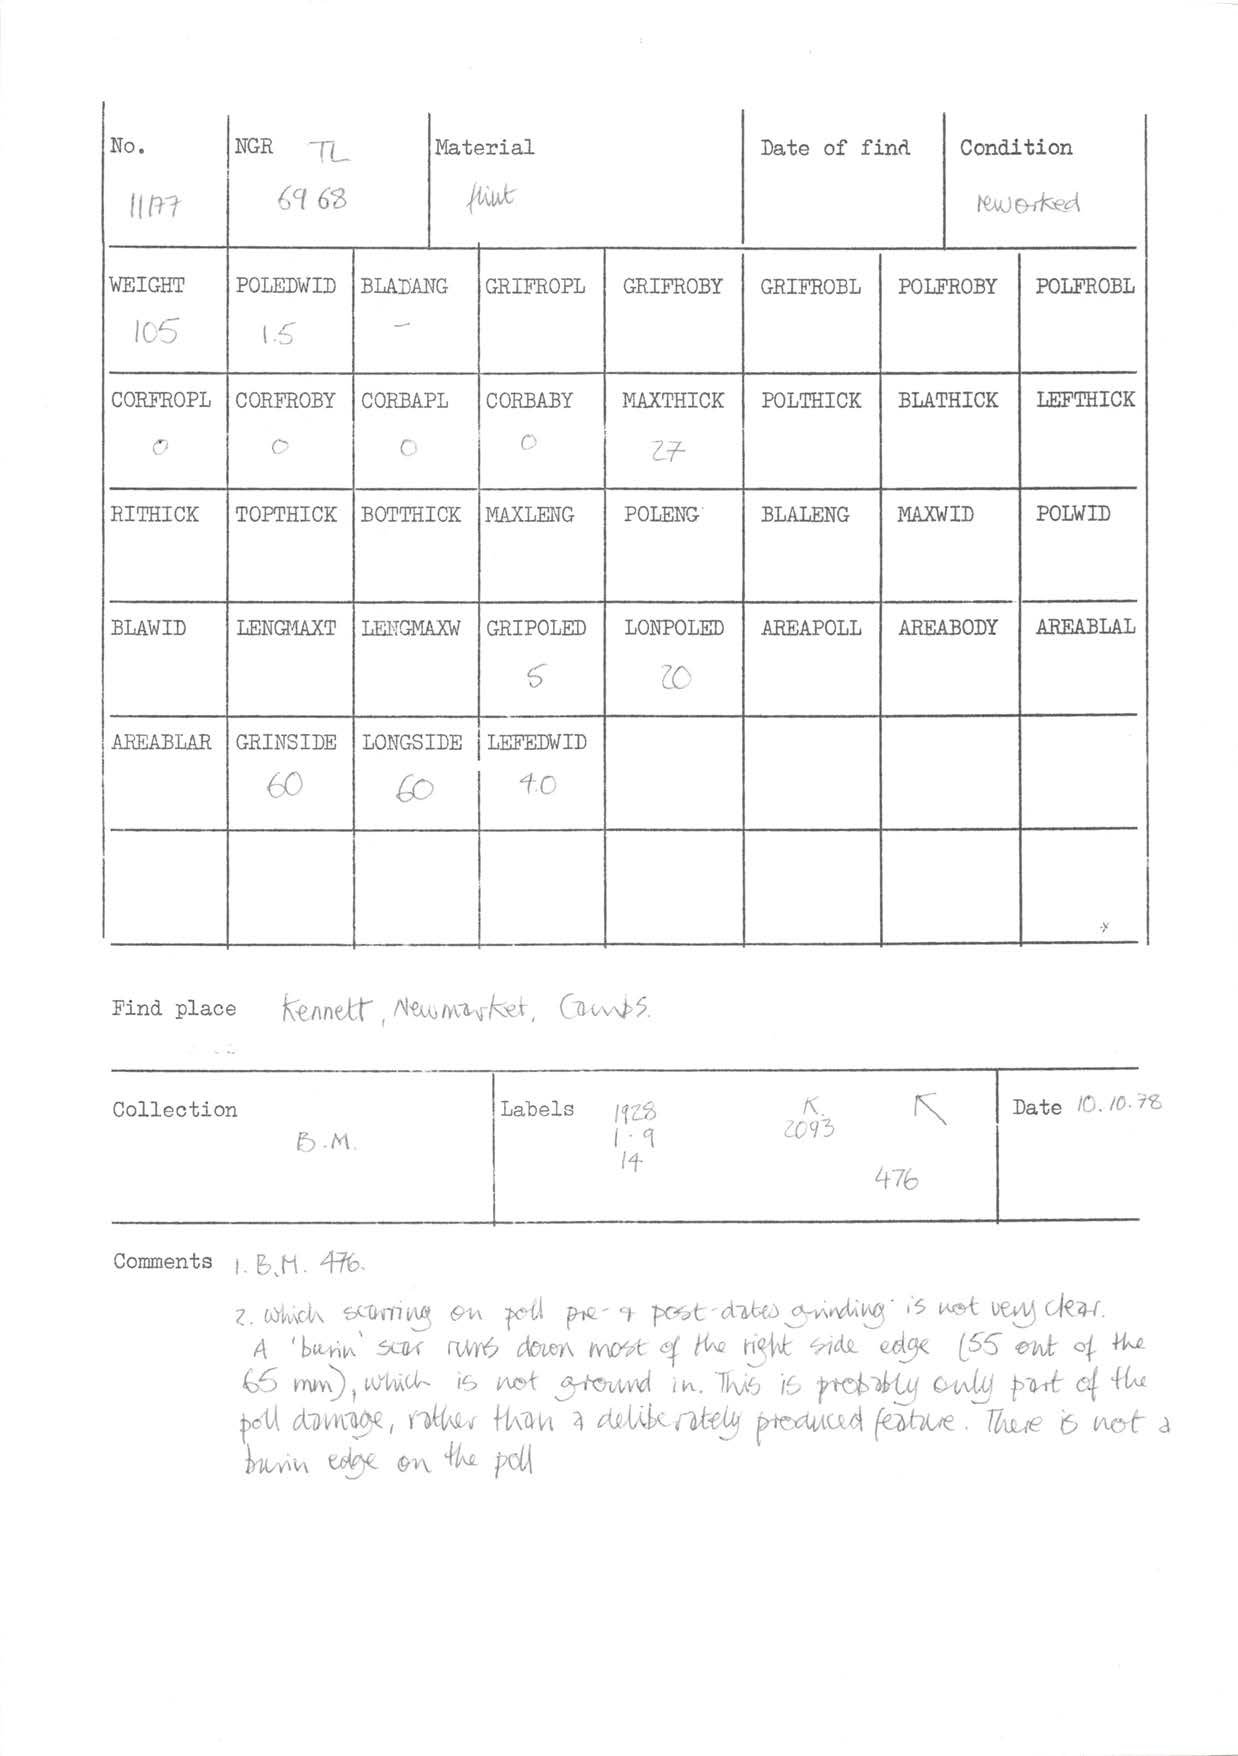 No. NGR TL Material Date of find Condition
11/77 69 68 flint reworked
WEIGHT POLEDWID BLADANG GRIFROPL GRIFROBY GRIFROBL POLFROBY POLFROBL
105 1.5 -
CORFROPL CORFROBY CORBAPL CORBABY MAXTHICK POLTHICK BLATHICK LEFTHICK
0 0 0 0 27
RITHICK TOPTHICK BOTTHICK MAXLENG POLENG BLALENG MAXWID POLWID
BLAWID LENGMAXT LENGMAXW GRIPOLED LONPOLED AREAPOLL AREABODY AREABLAL
5 20
AREABLAR GRINSIDE LONGSIDE LEFEDWID
60 60 4.0
Find place Kennett, Newmarket, Cambs.
Collection B.M.
Labels 1928 K.
1.9 2093
14
476
Date 10.10.78
Comments 1. B.M. 476.
2. which scarring on poll pre- & post-dates grinding is not very clear.
A 'burin' scar runs down most of the right side edge (55 out of the
65 mm), which is not ground in. This is probably only part of the
poll damage, rather than a deliberately produced feature. There is not a
burin edge on the poll